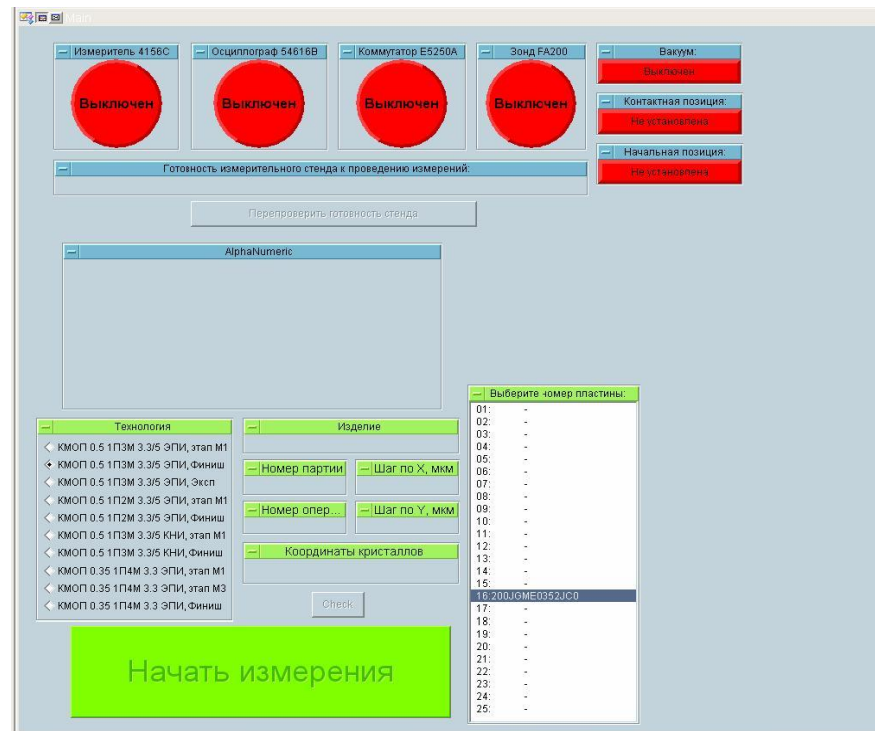 Main
Измеритель 4156C
Осциллограф 54616B
Коммутатор E5250A
Зонд FA200
Вакуум:
Выключен
Выключен
Выключен
Выключен
Выключен
Контактная позиция:
Не установлена
Начальная позиция:
Не установлена
Готовность измерительного стенда к проведению измерений:
Перепроверить готовность стенда
AlphaNumeric
Технология
КМОП 0.5 1П3М 3.3/5 ЭПИ, этап М1
КМОП 0.5 1П3М 3.3/5 ЭПИ, Финиш
КМОП 0.5 1П3М 3.3/5 ЭПИ, Эксп
КМОП 0.5 1П2М 3.3/5 ЭПИ, этап М1
КМОП 0.5 1П2М 3.3/5 ЭПИ, Финиш
КМОП 0.5 1П3М 3.3/5 КНИ, этап М1
КМОП 0.5 1П3М 3.3/5 КНИ, Финиш
КМОП 0.35 1П4М 3.3 ЭПИ, этап М1
КМОП 0.35 1П4М 3.3 ЭПИ, этап М3
КМОП 0.35 1П4М 3.3 ЭПИ, Финиш
Изделие
Номер партии
Шаг по X, мкм
Номер опер...
Шаг по Y, мкм
Координаты кристаллов
Check
Начать измерения
Выберите номер пластины:
01: -
02: -
03: -
04: -
05: -
06: -
07: -
08: -
09: -
10: -
11: -
12: -
13: -
14: -
15: -
16:200JGME0352JC0
17: -
18: -
19: -
20: -
21: -
22: -
23: -
24: -
25: -